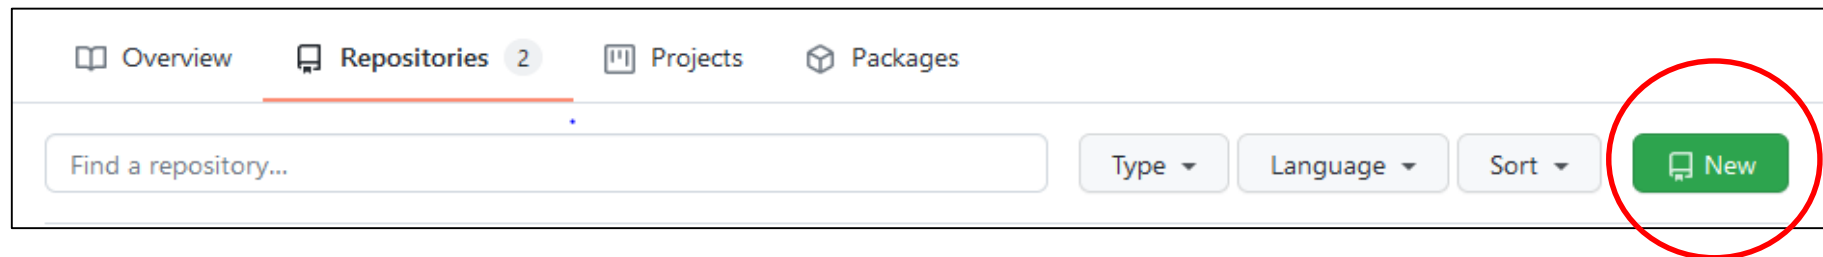 Overview Repositories 2 Projects Packages
Find a repository... Type Language Sort New